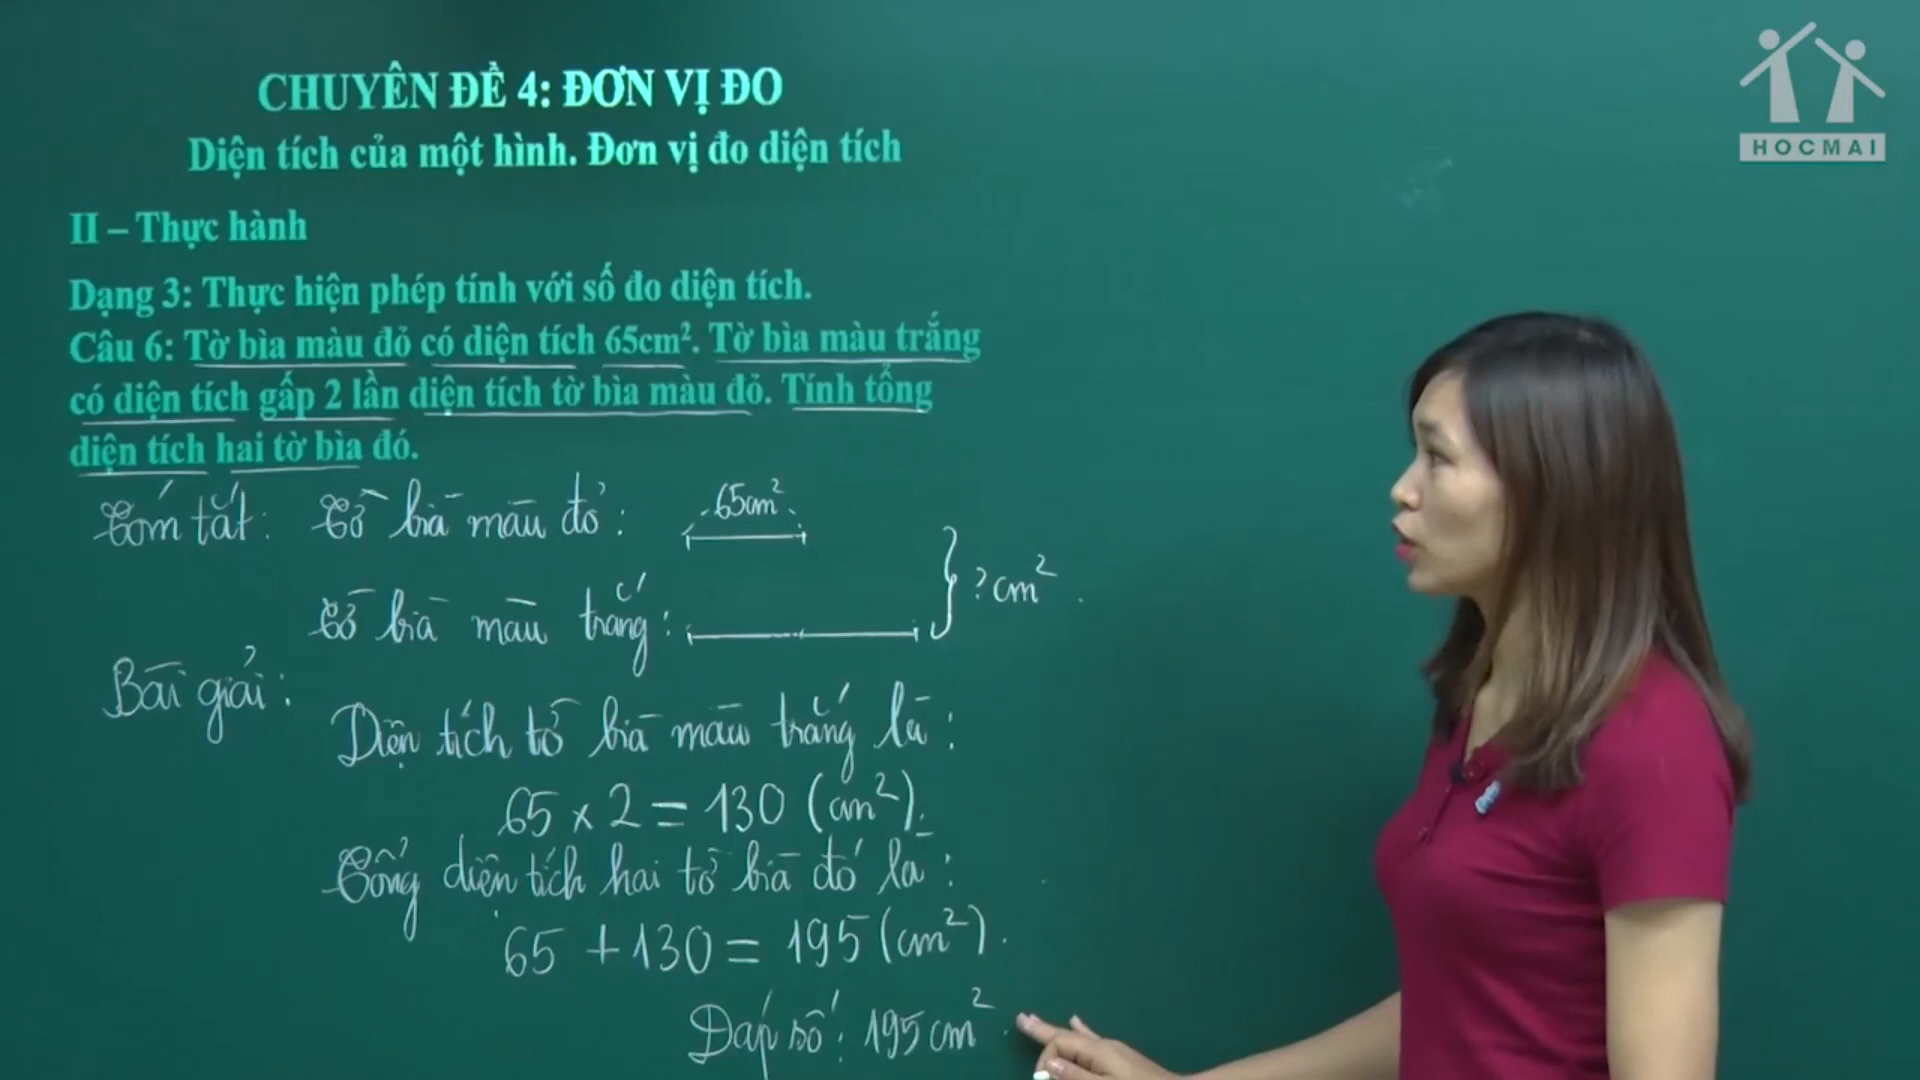 HOCMAI
CHUYÊN ĐỀ 4: ĐƠN VỊ ĐO
Diện tích của một hình. Đơn vị đo diện tích
II – Thực hành
Dạng 3: Thực hiện phép tính với số đo diện tích.
Câu 6: Tờ bìa màu đỏ có diện tích 65cm². Tờ bìa màu trắng
có diện tích gấp 2 lần diện tích tờ bìa màu đỏ. Tính tổng
diện tích hai tờ bìa đó.
Tóm tắt: Tờ bìa màu đỏ: 65cm²
Tờ bìa màu trắng: ? cm²
Bài giải:
Diện tích tờ bìa màu trắng là:
65 × 2 = 130 (cm²).
Tổng diện tích hai tờ bìa đó là:
65 + 130 = 195 (cm²).
Đáp số: 195 cm².